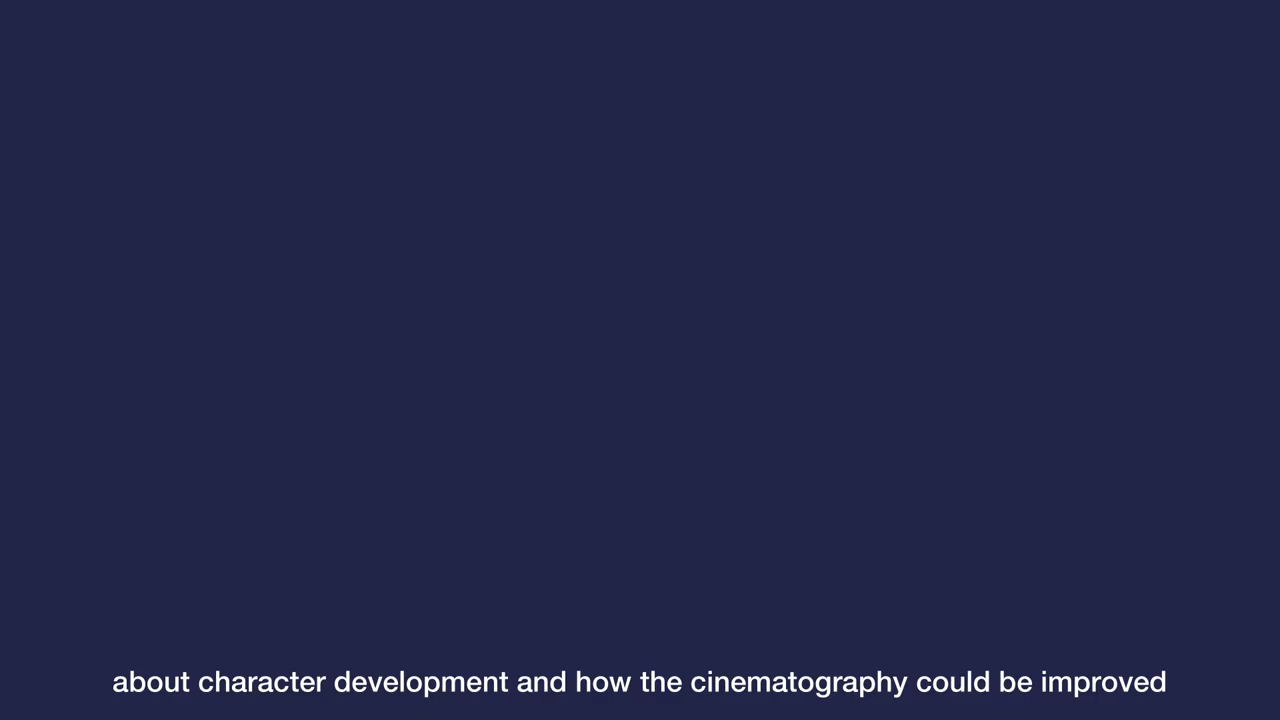 about character development and how the cinematography could be improved